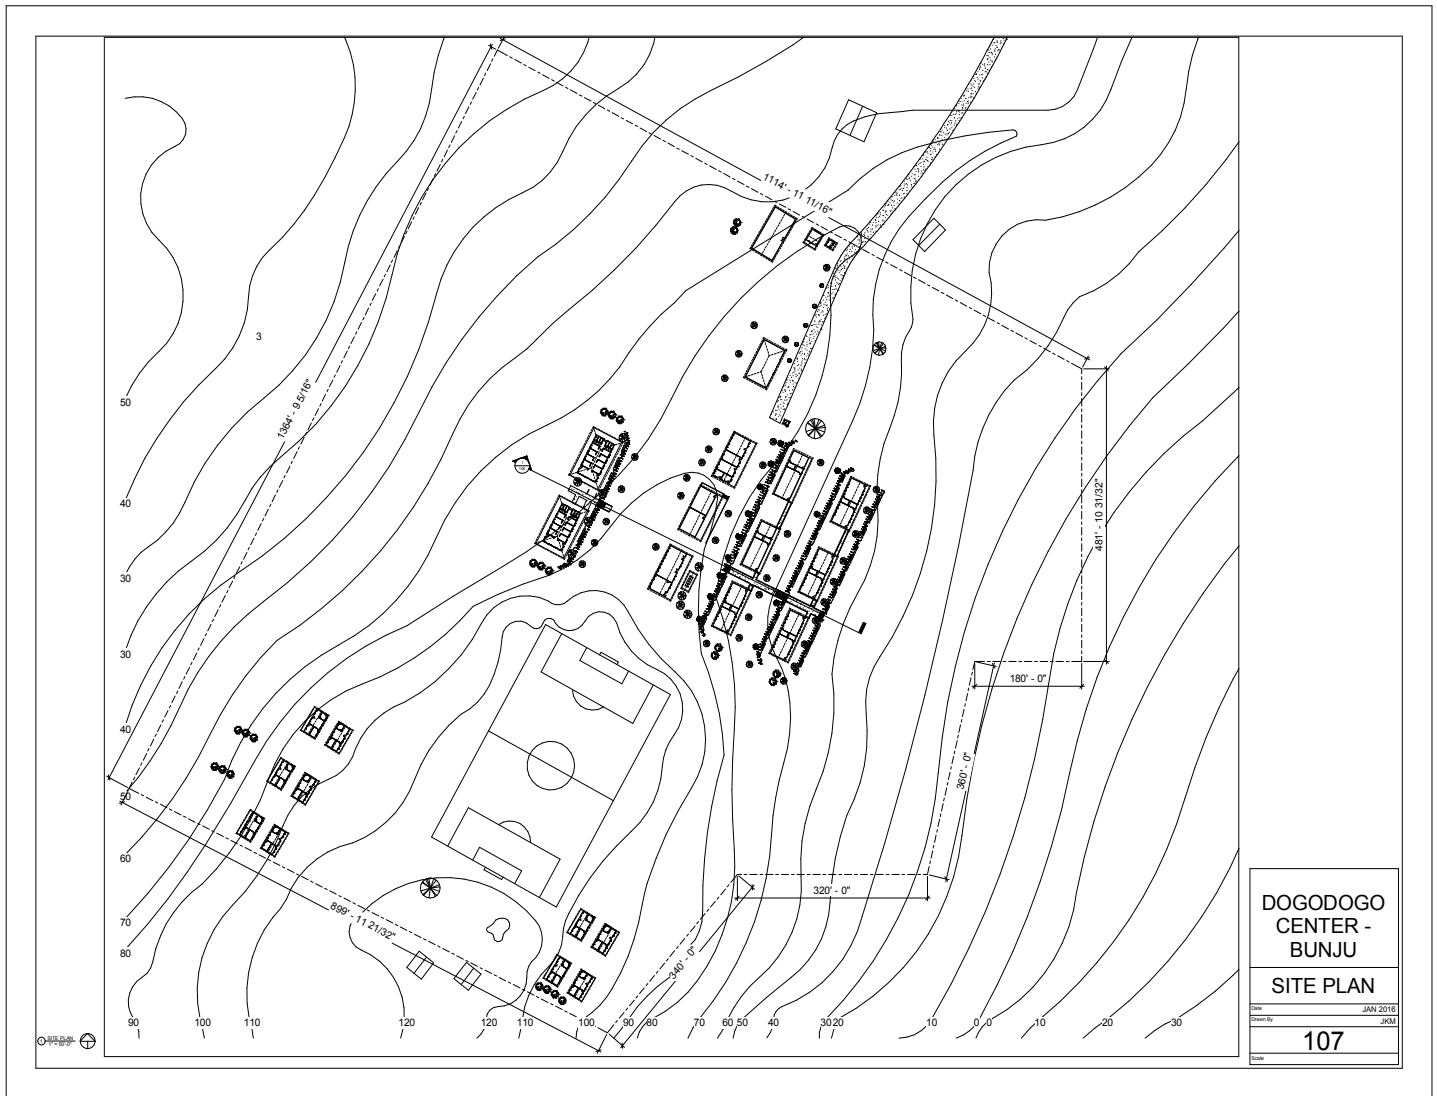 1114' - 11 11/16"
3
1364' - 9 5/16"
50
40
30
30
40
50
60
70
80
481' - 10 31/32"
180' - 0"
360' - 0"
320' - 0"
340' - 0"
899' - 11 21/32"
90 100 110 120 120 110 100 90 80 70 60 50 40 30 20 10 0 0 -10 -20 -30
DOGODOGO
CENTER -
BUNJU
SITE PLAN
Date JAN 2016
Drawn By JKM
107
Scale
1 SITE PLAN